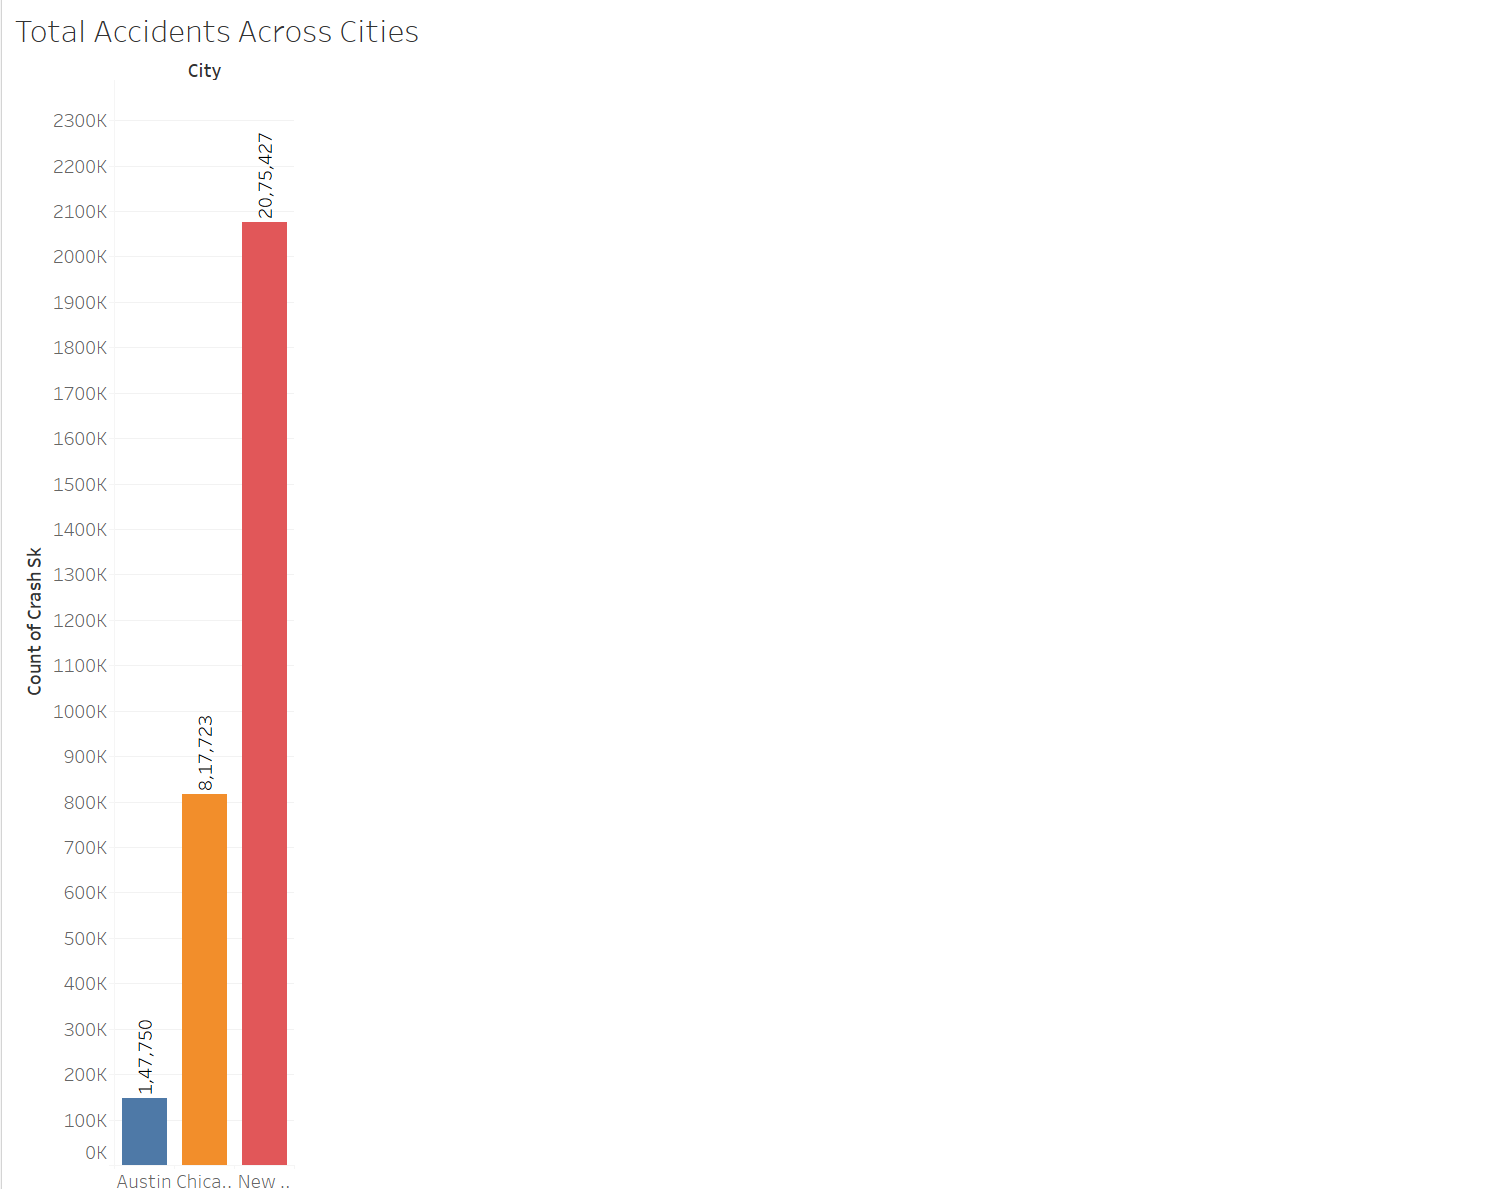 Total Accidents Across Cities
City
2300K
2200K
2100K
2000K
1900K
1800K
1700K
1600K
1500K
1400K
1300K
1200K
1100K
1000K
900K
800K
700K
600K
500K
400K
300K
200K
100K
0K
Count of Crash Sk
1,47,750
8,17,723
20,75,427
Austin Chica.. New ..